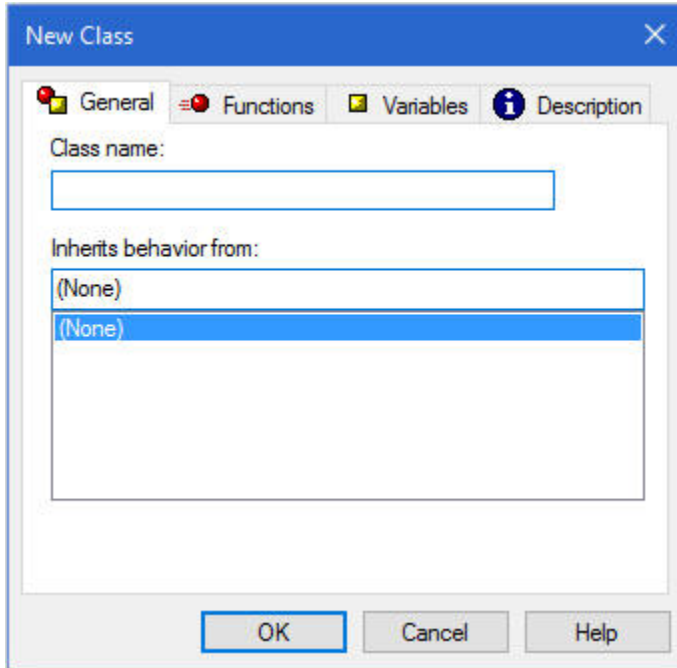 New Class
General Functions Variables Description
Class name:
Inherits behavior from:
(None)
(None)
OK Cancel Help